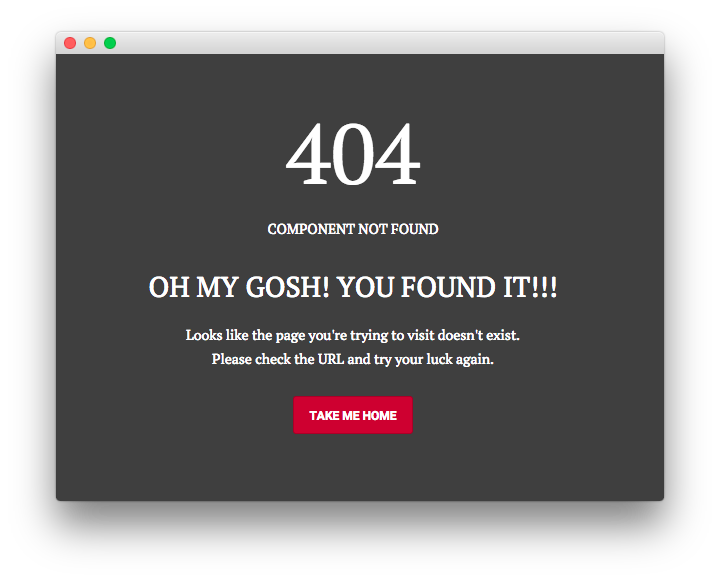 404
COMPONENT NOT FOUND
OH MY GOSH! YOU FOUND IT!!!
Looks like the page you're trying to visit doesn't exist.
Please check the URL and try your luck again.
TAKE ME HOME